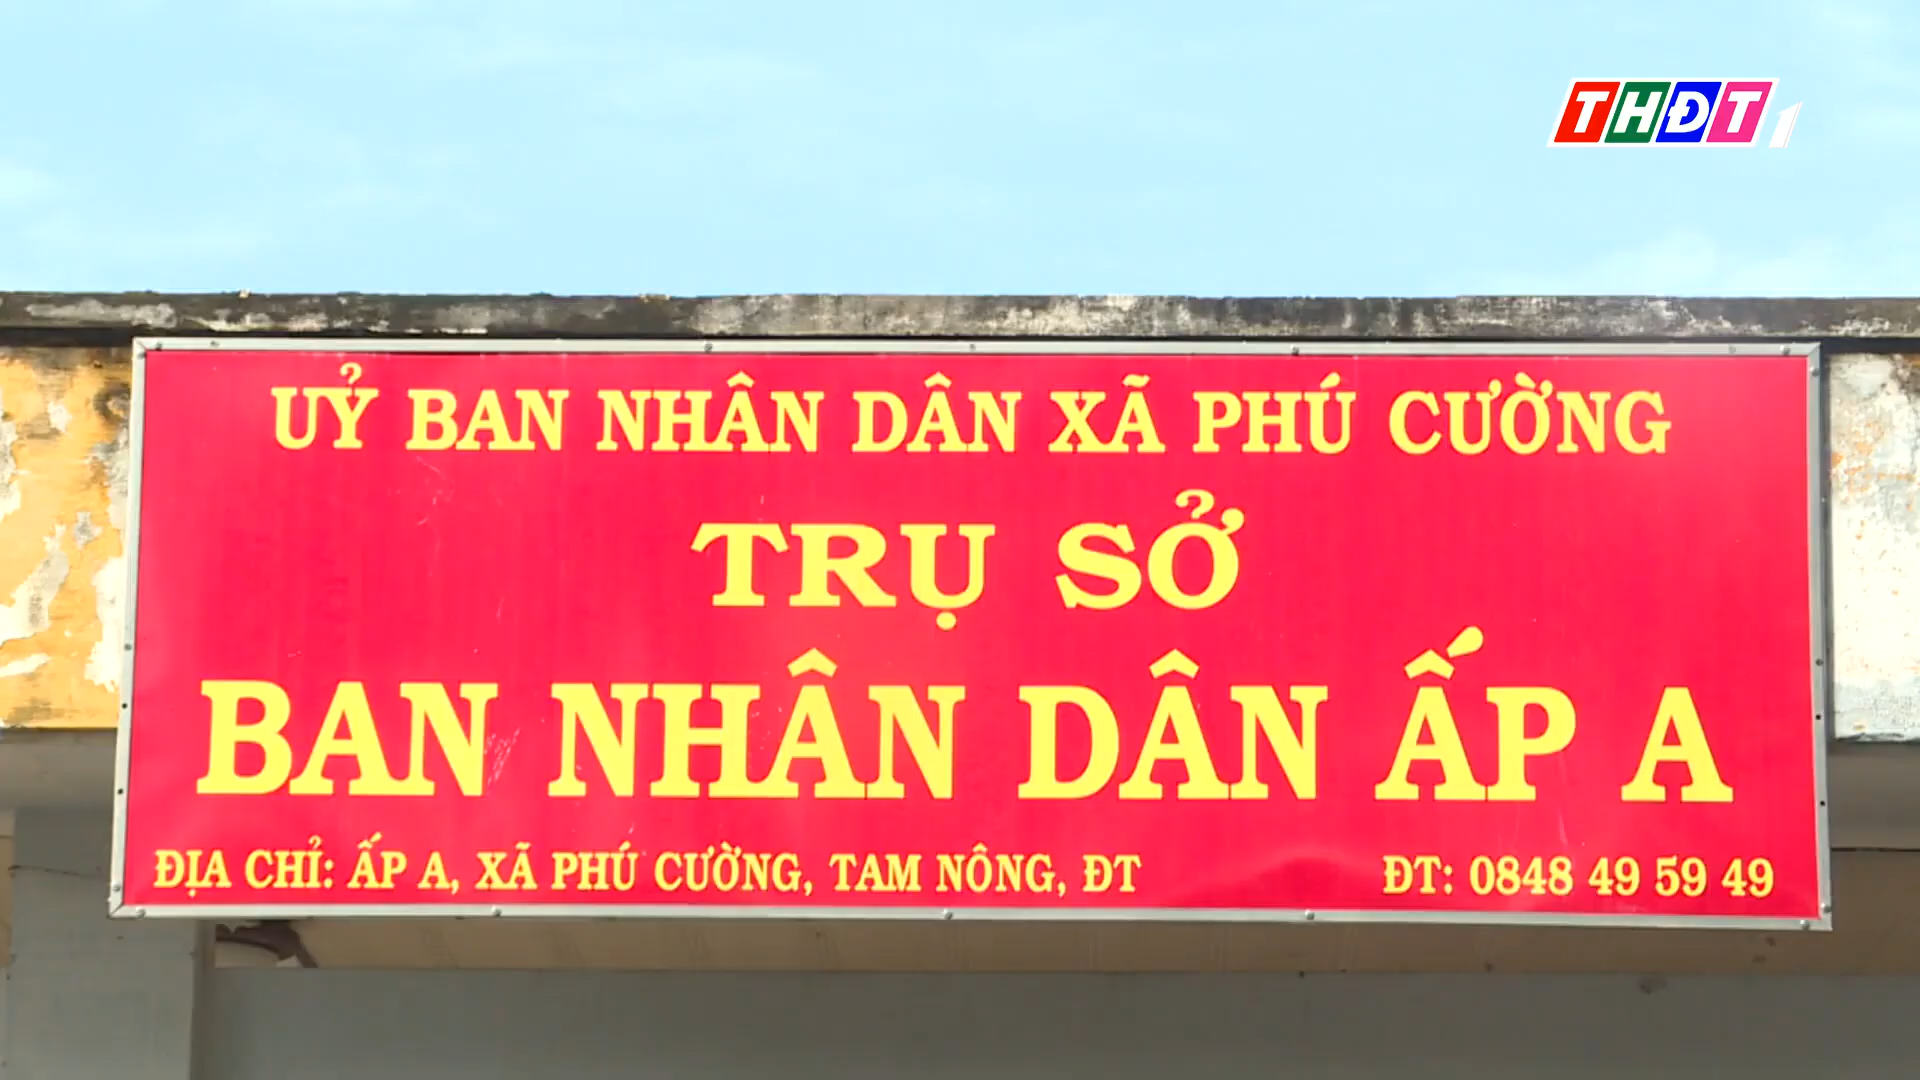 THĐT1
UỶ BAN NHÂN DÂN XÃ PHÚ CƯỜNG
TRỤ SỞ
BAN NHÂN DÂN ẤP A
ĐỊA CHỈ: ẤP A, XÃ PHÚ CƯỜNG, TAM NÔNG, ĐT ĐT: 0848 49 59 49